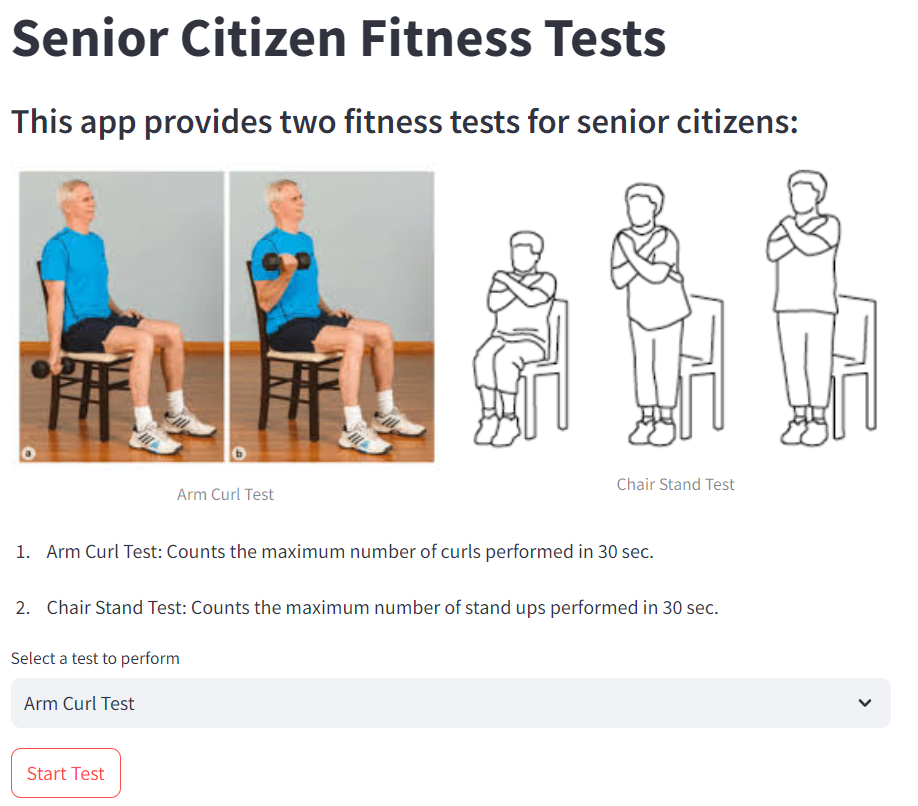 Senior Citizen Fitness Tests
This app provides two fitness tests for senior citizens:
a
b
Arm Curl Test
Chair Stand Test
1. Arm Curl Test: Counts the maximum number of curls performed in 30 sec.
2. Chair Stand Test: Counts the maximum number of stand ups performed in 30 sec.
Select a test to perform
Arm Curl Test
Start Test